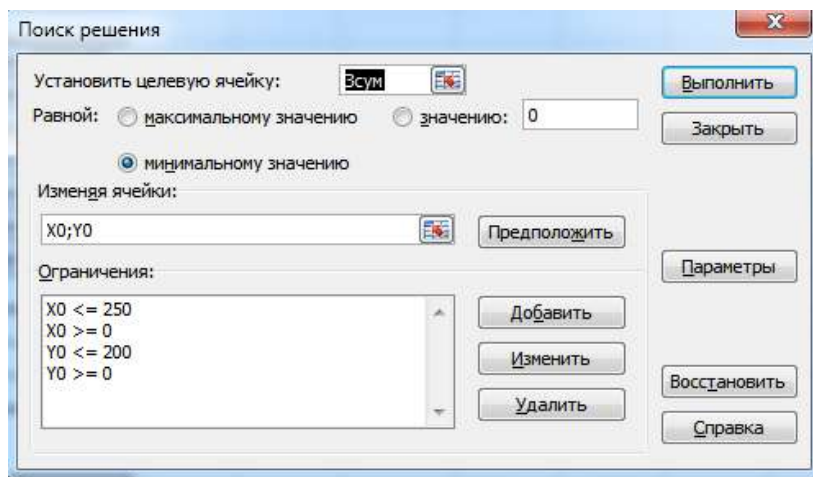 Поиск решения
Установить целевую ячейку: Зсум
Выполнить
Равной: максимальному значению значению: 0
Закрыть
минимальному значению
Изменяя ячейки:
X0;Y0
Предположить
Ограничения:
Параметры
X0 <= 250
Добавить
X0 >= 0
Y0 <= 200
Изменить
Y0 >= 0
Восстановить
Удалить
Справка